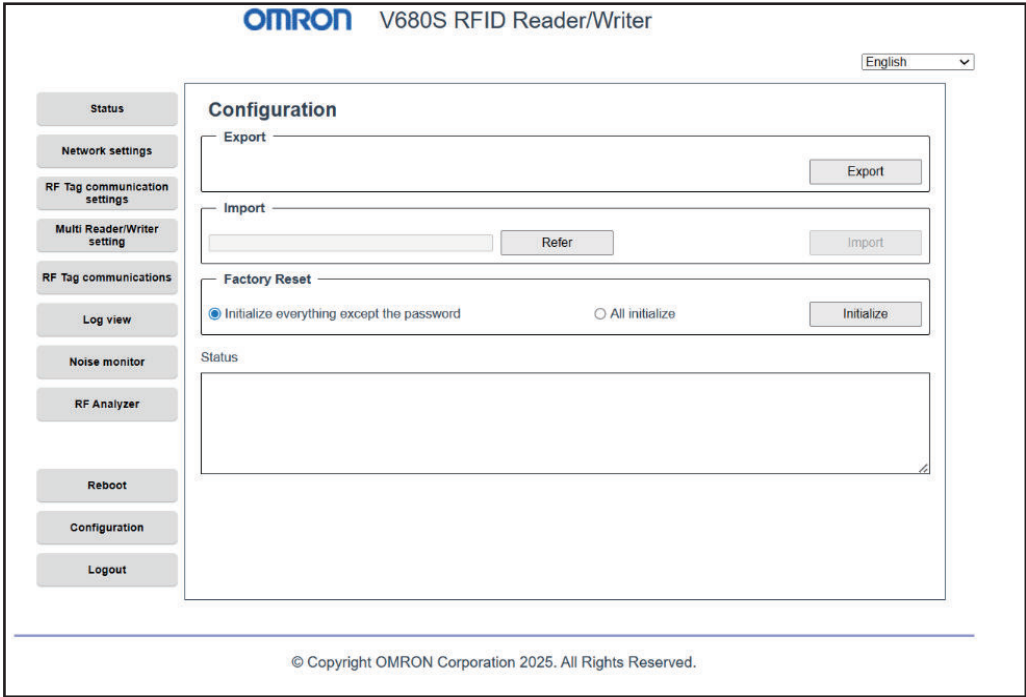 OMRON V680S RFID Reader/Writer
English
Status
Network settings
RF Tag communication
settings
Multi Reader/Writer
setting
RF Tag communications
Log view
Noise monitor
RF Analyzer
Reboot
Configuration
Logout
Configuration
Export
Export
Import
Refer
Import
Factory Reset
Initialize everything except the password
All initialize
Initialize
Status
© Copyright OMRON Corporation 2025. All Rights Reserved.